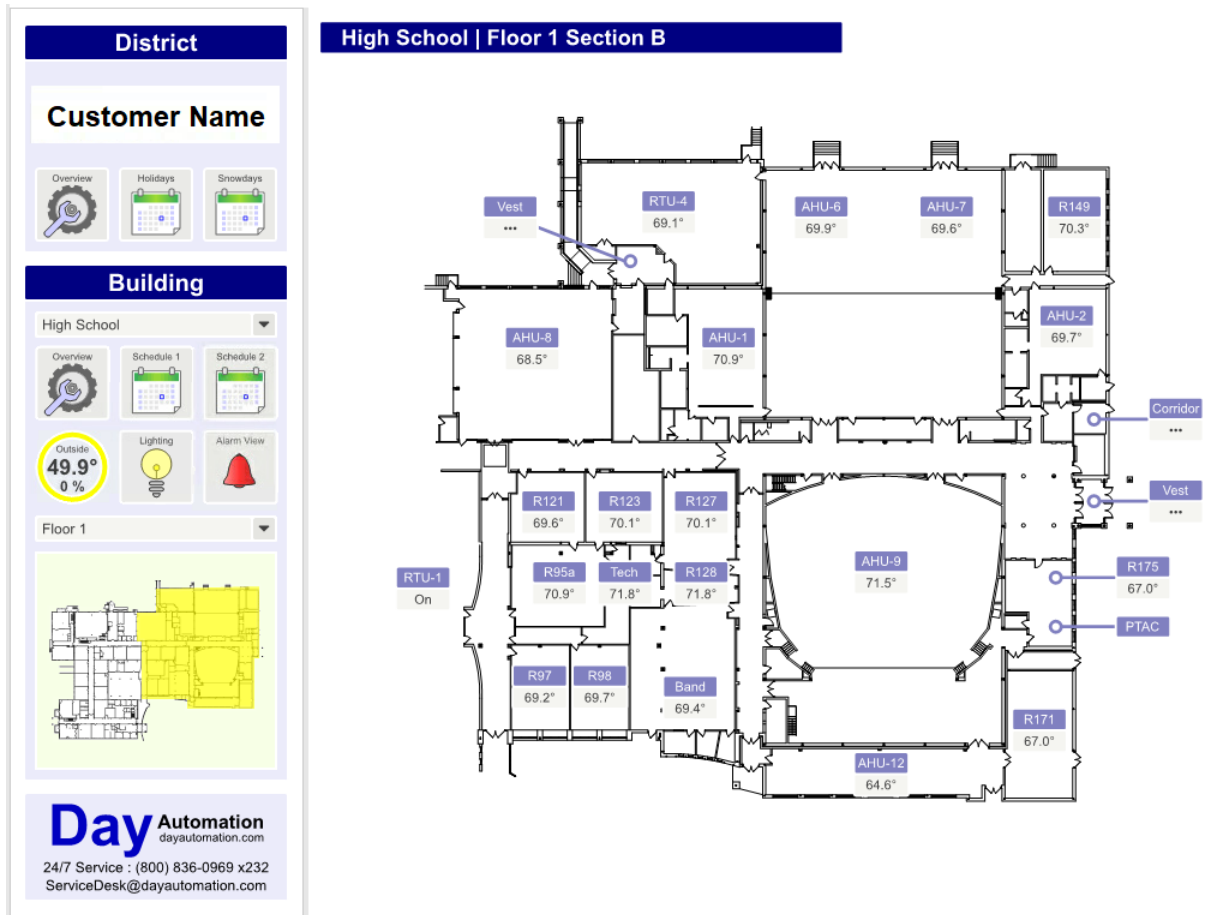 District
Customer Name
Overview
Holidays
Snowdays
Building
High School
Overview
Schedule 1
Schedule 2
Outside
49.9°
0 %
Lighting
Alarm View
Floor 1
Day Automation
dayautomation.com
24/7 Service : (800) 836-0969 x232
ServiceDesk@dayautomation.com
High School | Floor 1 Section B
Vest
•••
RTU-4
69.1°
AHU-6
69.9°
AHU-7
69.6°
R149
70.3°
AHU-8
68.5°
AHU-1
70.9°
AHU-2
69.7°
Corridor
•••
Vest
•••
R121
69.6°
R123
70.1°
R127
70.1°
RTU-1
On
R95a
70.9°
Tech
71.8°
R128
71.8°
AHU-9
71.5°
R175
67.0°
PTAC
R97
69.2°
R98
69.7°
Band
69.4°
R171
67.0°
AHU-12
64.6°